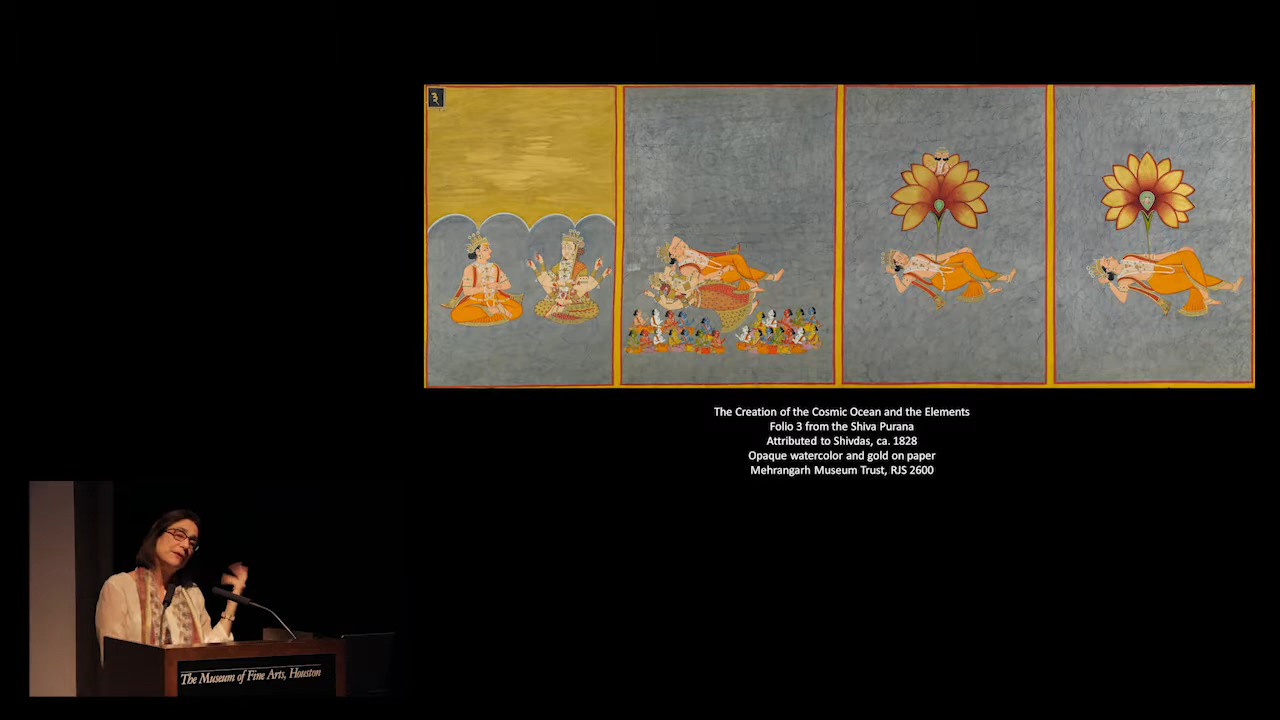 ३
The Creation of the Cosmic Ocean and the Elements
Folio 3 from the Shiva Purana
Attributed to Shivdas, ca. 1828
Opaque watercolor and gold on paper
Mehrangarh Museum Trust, RJS 2600
The Museum of Fine Arts, Houston